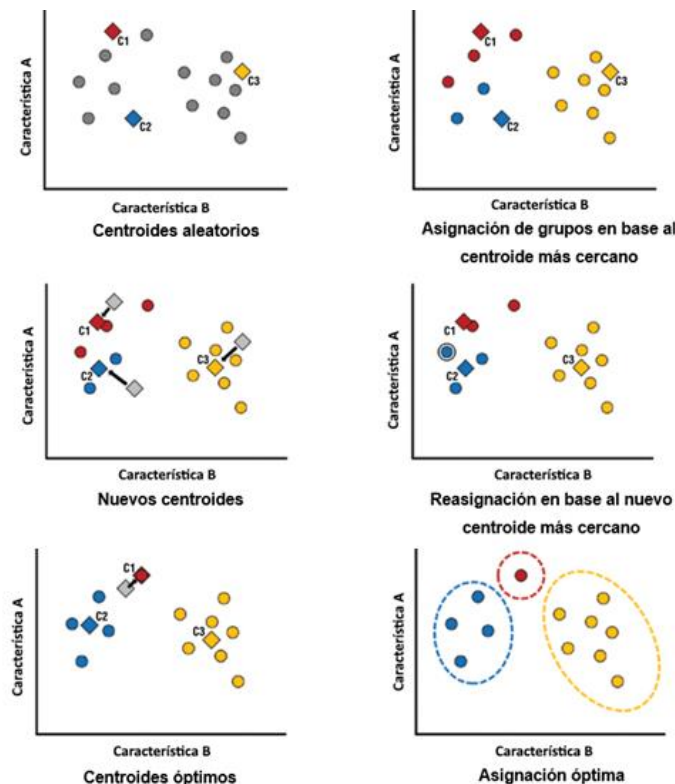 Característica A
C1
C2
C3
Característica B
Centroides aleatorios
Característica A
C1
C2
C3
Característica B
Asignación de grupos en base al
centroide más cercano
Característica A
C1
C2
C3
Característica B
Nuevos centroides
Característica A
C1
C2
C3
Característica B
Reasignación en base al nuevo
centroide más cercano
Característica A
C1
C2
C3
Característica B
Centroides óptimos
Característica A
Característica B
Asignación óptima